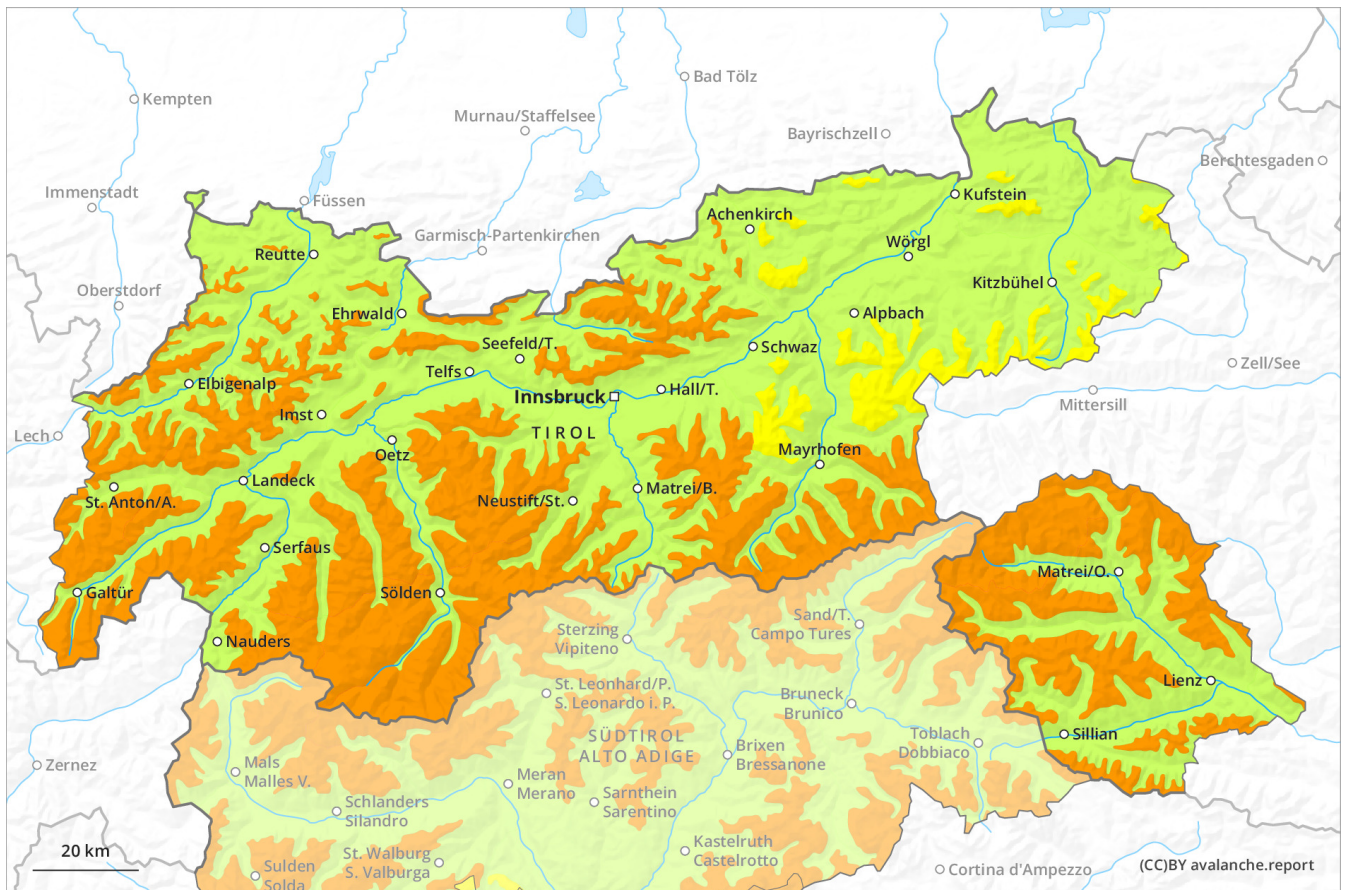 Bad Tölz
Kempten
Murnau/Staffelsee
Bayrischzell
Berchtesgaden
Immenstadt
Füssen
Kufstein
Achenkirch
Garmisch-Partenkirchen
Wörgl
Reutte
Kitzbühel
Oberstdorf
Ehrwald
Alpbach
Seefeld/T.
Schwaz
Zell/See
Telfs
Elbigenalp
Hall/T.
Innsbruck
Mittersill
Imst
Lech
TIROL
Mayrhofen
Oetz
Landeck
Matrei/B.
St. Anton/A.
Neustift/St.
Serfaus
Matrei/O.
Galtür
Sölden
Sand/T.
Campo Tures
Sterzing
Vipiteno
Nauders
Lienz
St. Leonhard/P.
S. Leonardo i. P.
Bruneck
Brunico
Sillian
SÜDTIROL
ALTO ADIGE
Toblach
Dobbiaco
Brixen
Bressanone
Zernez
Mals
Malles V.
Meran
Merano
Sarnthein
Sarentino
Schlanders
Silandro
Kastelruth
Castelrotto
20 km
St. Walburg
S. Valburga
Sulden
Solda
Cortina d'Ampezzo
(CC)BY avalanche.report